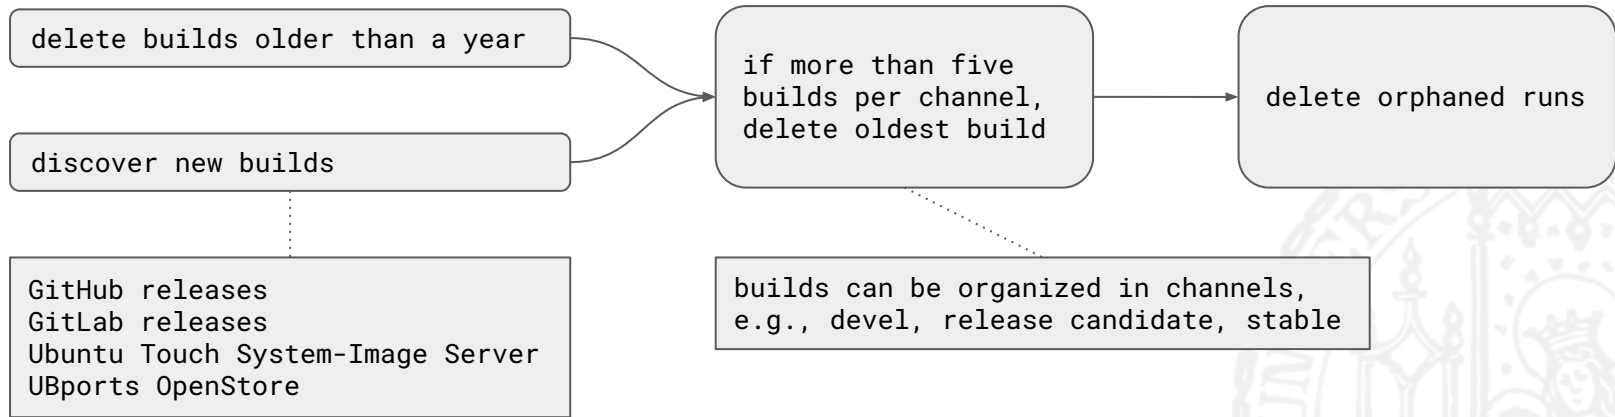 delete builds older than a year
discover new builds
if more than five
builds per channel,
delete oldest build
delete orphaned runs
GitHub releases
GitLab releases
Ubuntu Touch System-Image Server
UBports OpenStore
builds can be organized in channels,
e.g., devel, release candidate, stable